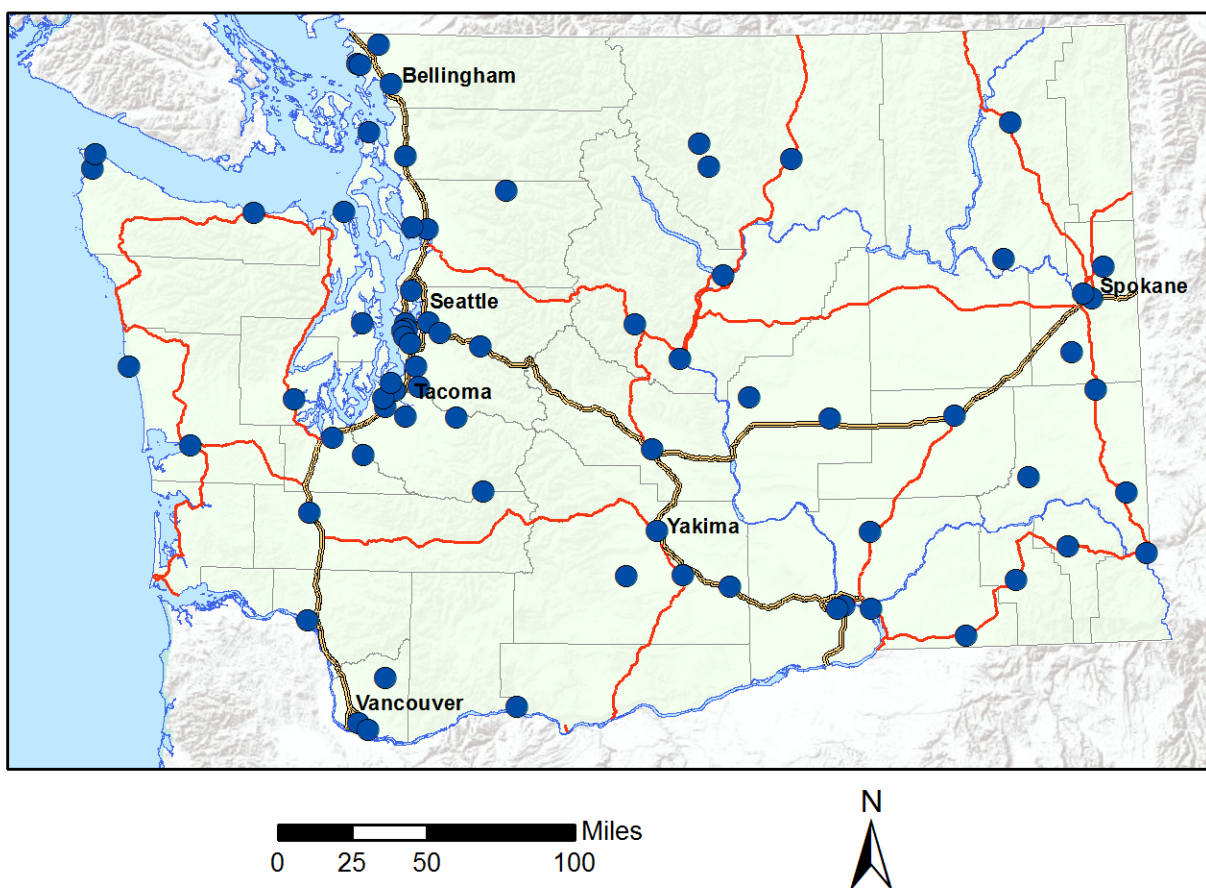 Bellingham
Seattle
Spokane
Tacoma
Yakima
Vancouver
N
Miles
0 25 50 100